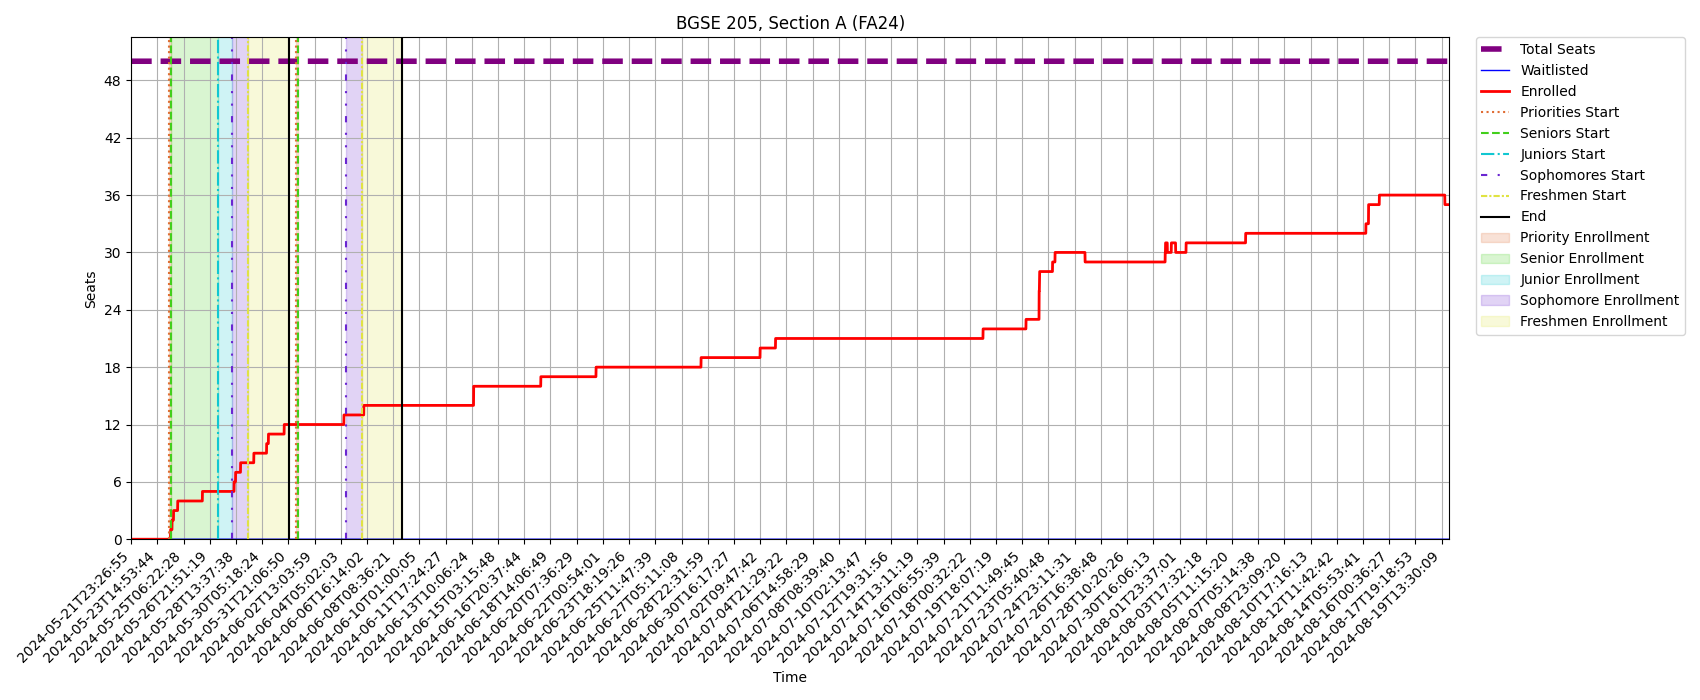 BGSE 205, Section A (FA24)
Seats
48
42
36
30
24
18
12
6
0
2024-05-21T23:26:55
2024-05-23T14:53:44
2024-05-25T06:22:28
2024-05-26T21:51:19
2024-05-28T13:37:38
2024-05-30T05:18:24
2024-05-31T21:06:50
2024-06-02T13:03:59
2024-06-04T05:02:03
2024-06-06T16:14:02
2024-06-08T08:36:21
2024-06-10T01:00:05
2024-06-11T17:24:27
2024-06-13T10:06:24
2024-06-15T03:15:48
2024-06-16T20:37:44
2024-06-18T14:06:49
2024-06-20T07:36:29
2024-06-22T00:54:01
2024-06-23T18:19:26
2024-06-25T11:47:39
2024-06-27T05:11:08
2024-06-28T22:31:59
2024-06-30T16:17:27
2024-07-02T09:47:42
2024-07-04T21:29:22
2024-07-06T14:58:29
2024-07-08T08:39:40
2024-07-10T02:13:47
2024-07-12T19:31:56
2024-07-14T13:11:19
2024-07-16T06:55:39
2024-07-18T00:32:22
2024-07-19T18:07:19
2024-07-21T11:49:45
2024-07-23T05:40:48
2024-07-24T23:11:31
2024-07-26T16:38:49
2024-07-28T10:20:26
2024-07-30T16:06:13
2024-08-01T23:37:01
2024-08-03T17:32:18
2024-08-05T11:15:20
2024-08-07T05:14:38
2024-08-08T23:09:20
2024-08-10T17:16:13
2024-08-12T11:42:42
2024-08-14T05:53:41
2024-08-16T00:36:27
2024-08-17T19:18:53
2024-08-19T13:30:09
Time
Total Seats
Waitlisted
Enrolled
Priorities Start
Seniors Start
Juniors Start
Sophomores Start
Freshmen Start
End
Priority Enrollment
Senior Enrollment
Junior Enrollment
Sophomore Enrollment
Freshmen Enrollment